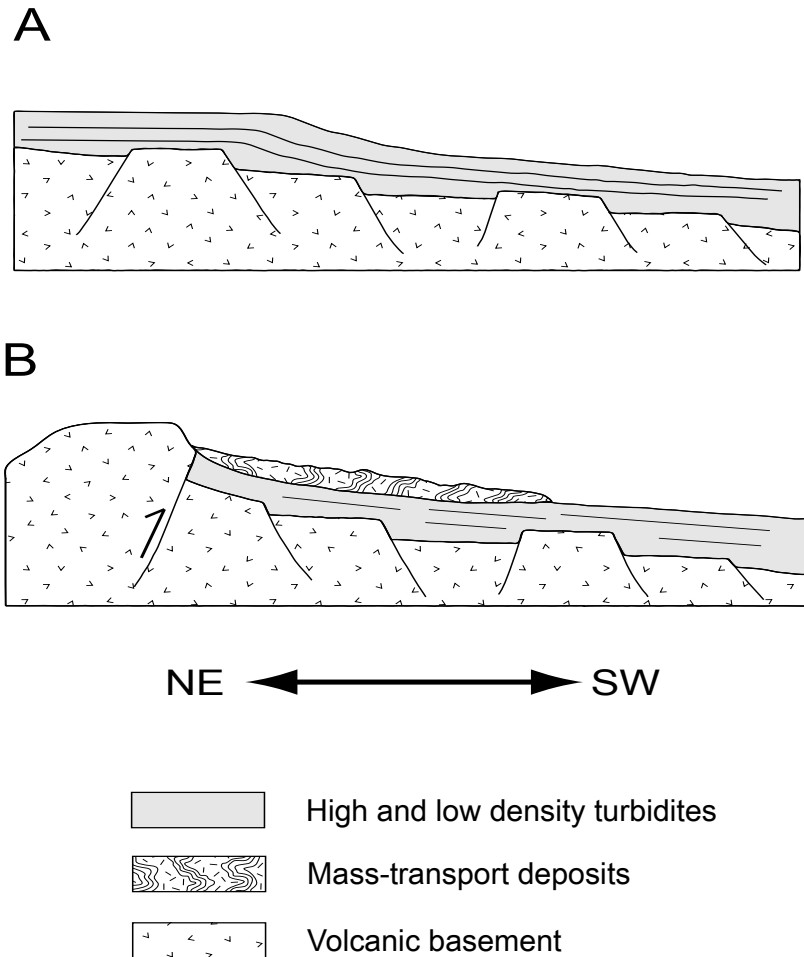 A
B
NE SW
High and low density turbidites
Mass-transport deposits
Volcanic basement